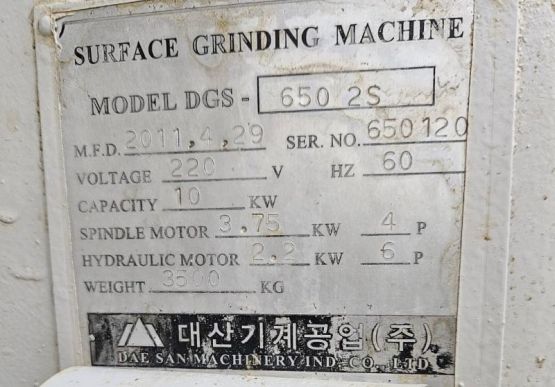 SURFACE GRINDING MACHINE
MODEL DGS - 650 2S
M.F.D. 2011,4,29 SER. NO. 650120
VOLTAGE 220 V HZ 60
CAPACITY 10 KW
SPINDLE MOTOR 3.75 KW 4 P
HYDRAULIC MOTOR 2.2 KW 6 P
WEIGHT 3500 KG
대산기계공업(주)
DAE SAN MACHINERY IND. CO., LTD.